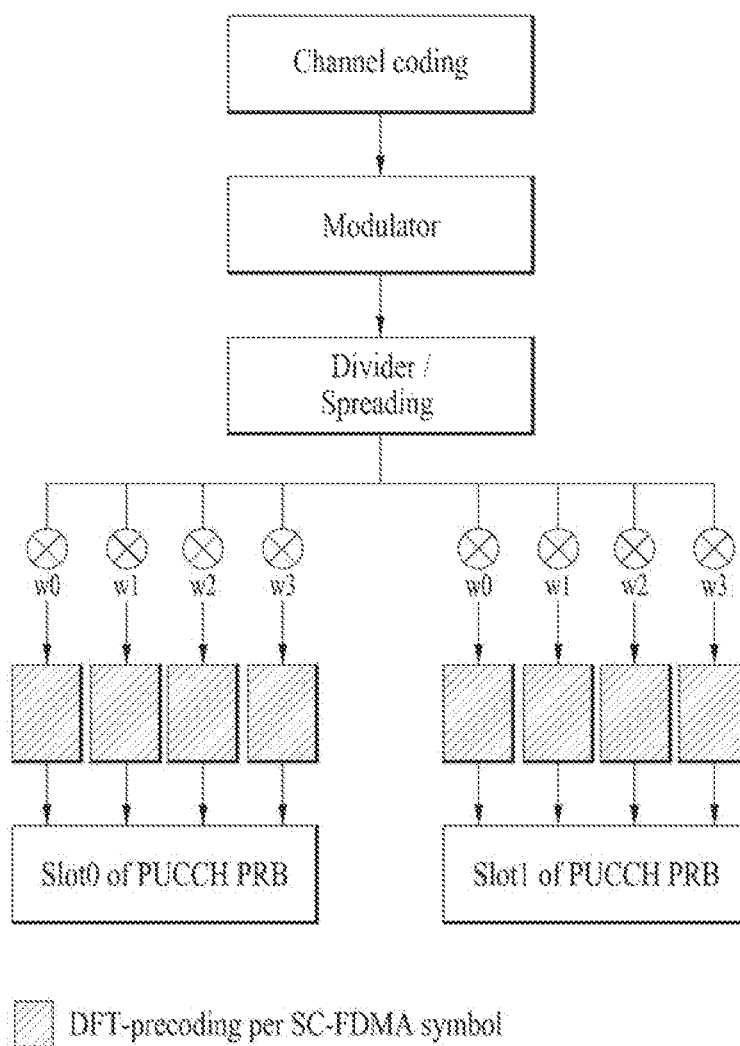 Channel coding
Modulator
Divider /
Spreading
w0 w1 w2 w3 w0 w1 w2 w3
Slot0 of PUCCH PRB Slot1 of PUCCH PRB
DFT-precoding per SC-FDMA symbol